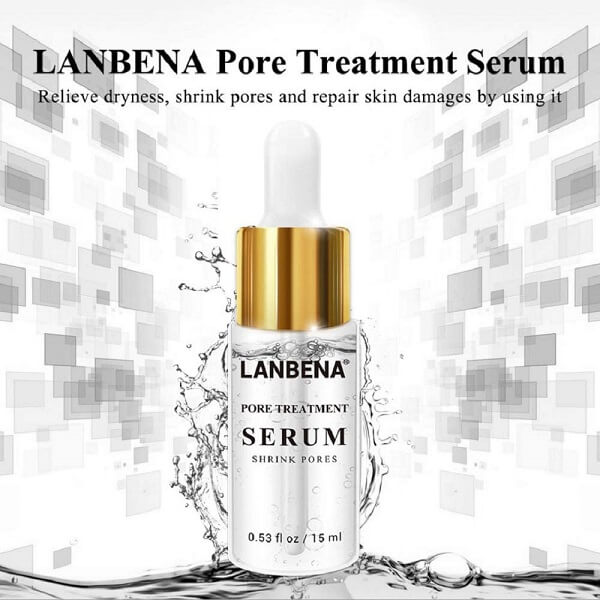 LANBENA Pore Treatment Serum
Relieve dryness, shrink pores and repair skin damages by using it
LANBENA®
PORE TREATMENT
SERUM
SHRINK PORES
0.53 fl oz / 15 ml